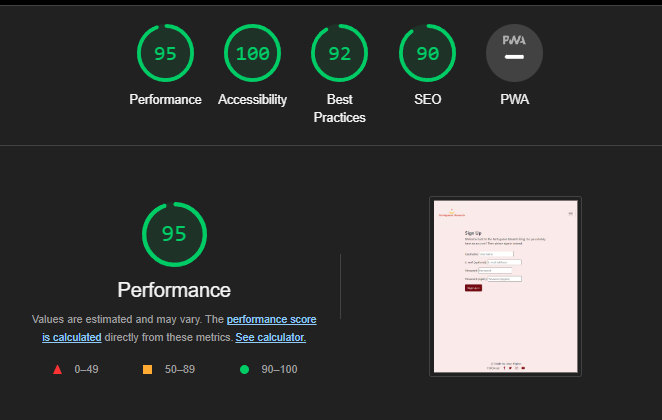 95
100
92
90
PWA
Performance
Accessibility
Best
Practices
SEO
PWA
95
Performance
Values are estimated and may vary. The performance score
is calculated directly from these metrics. See calculator.
0–49
50–89
90–100
Sign Up